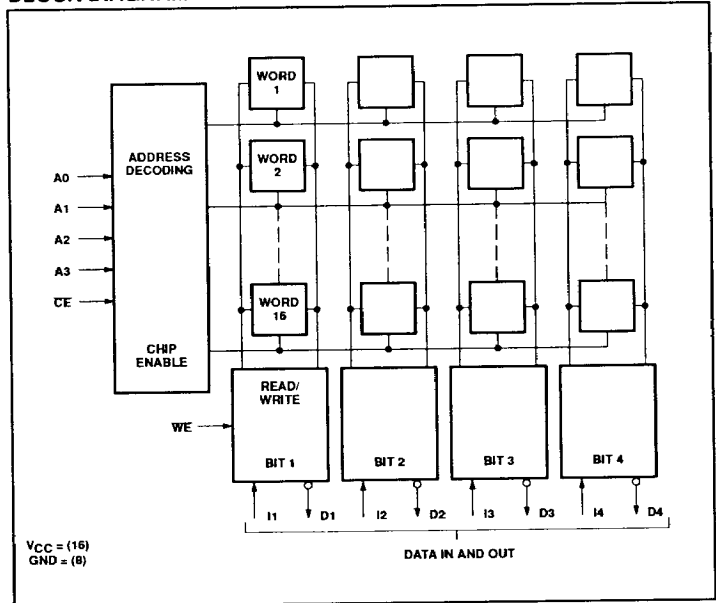 WORD
1
ADDRESS
DECODING
WORD
2
A0
A1
A2
A3
CE
WORD
16
CHIP
ENABLE
READ/
WRITE
WE
BIT 1
BIT 2
BIT 3
BIT 4
I1 D1 I2 D2 I3 D3 I4 D4
VCC = (16)
GND = (8)
DATA IN AND OUT